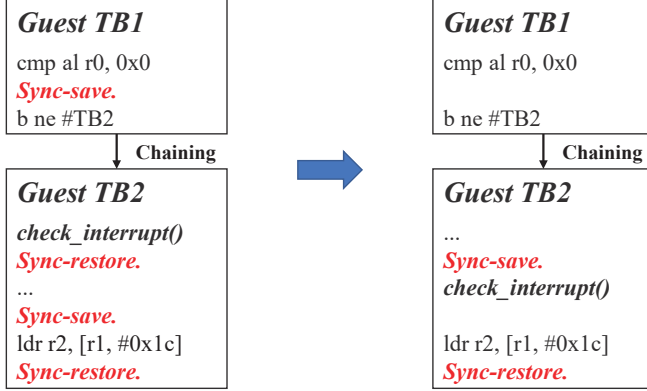 Guest TB1
cmp al r0, 0x0
Sync-save.
b ne #TB2
Chaining
Guest TB2
check_interrupt()
Sync-restore.
...
Sync-save.
ldr r2, [r1, #0x1c]
Sync-restore.
Guest TB1
cmp al r0, 0x0
b ne #TB2
Chaining
Guest TB2
...
Sync-save.
check_interrupt()
ldr r2, [r1, #0x1c]
Sync-restore.